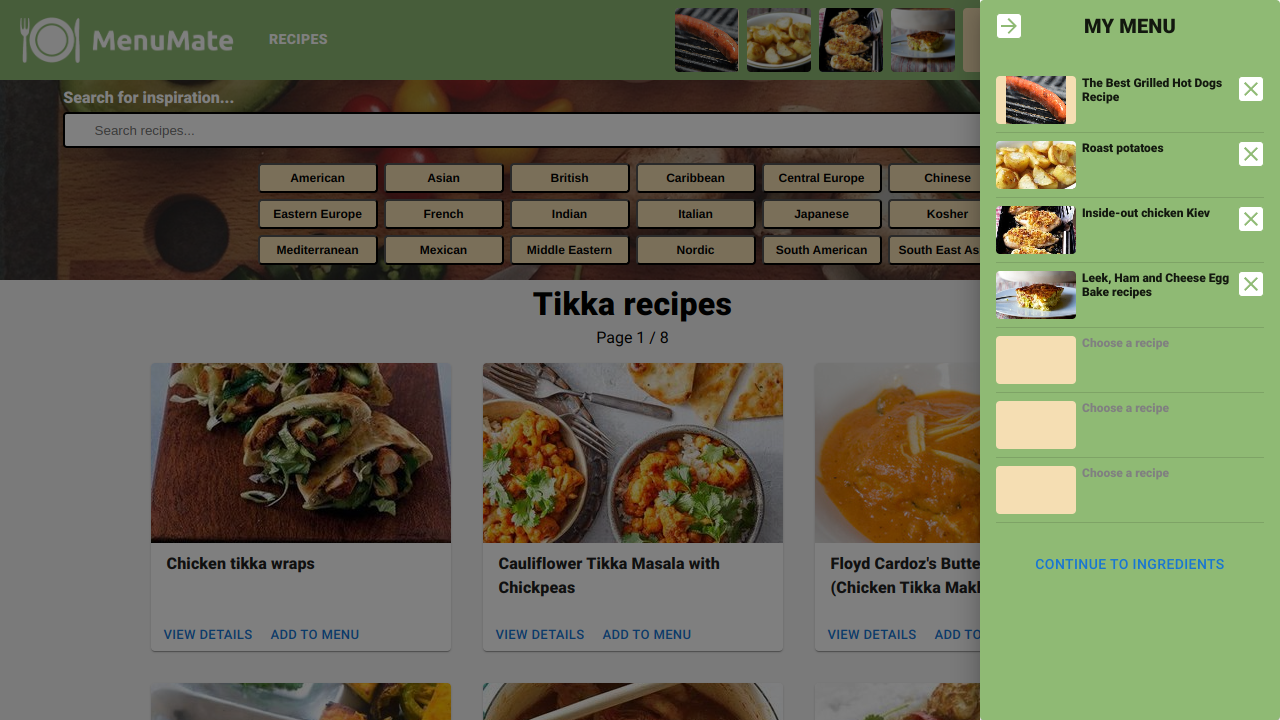 MenuMate
RECIPES
Search for inspiration...
Search recipes...
American
Asian
British
Caribbean
Central Europe
Chinese
Eastern Europe
French
Indian
Italian
Japanese
Kosher
Mediterranean
Mexican
Middle Eastern
Nordic
South American
South East As
Tikka recipes
Page 1 / 8
Chicken tikka wraps
VIEW DETAILS
ADD TO MENU
Cauliflower Tikka Masala with
Chickpeas
VIEW DETAILS
ADD TO MENU
Floyd Cardoz's Butte
(Chicken Tikka Makl
VIEW DETAILS
ADD TO
MY MENU
The Best Grilled Hot Dogs
Recipe
Roast potatoes
Inside-out chicken Kiev
Leek, Ham and Cheese Egg
Bake recipes
Choose a recipe
Choose a recipe
Choose a recipe
CONTINUE TO INGREDIENTS